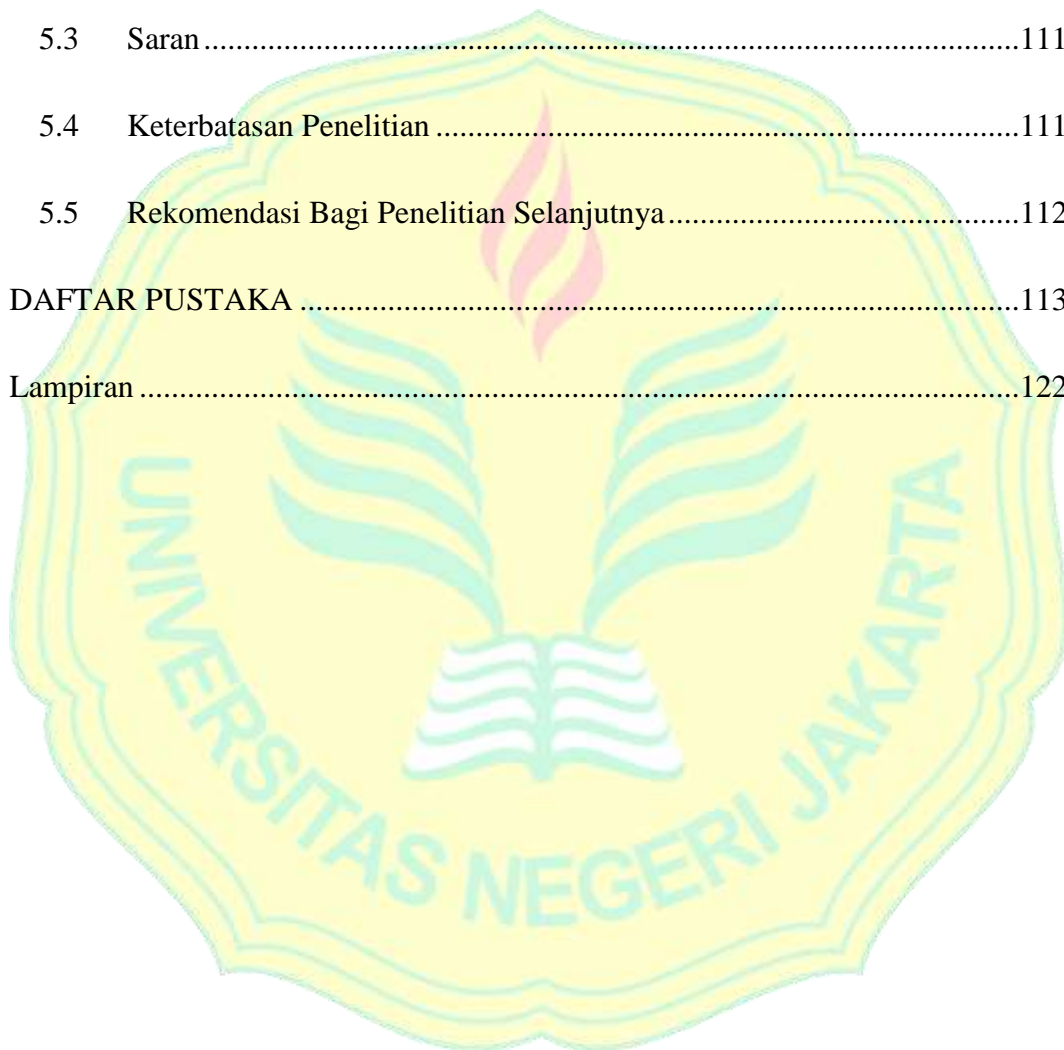 5.3 Saran ........................................................................................................111
5.4 Keterbatasan Penelitian ...........................................................................111
5.5 Rekomendasi Bagi Penelitian Selanjutnya .............................................112
DAFTAR PUSTAKA ............................................................................................113
Lampiran ................................................................................................................122
UNIVERSITAS NEGERI JAKARTA